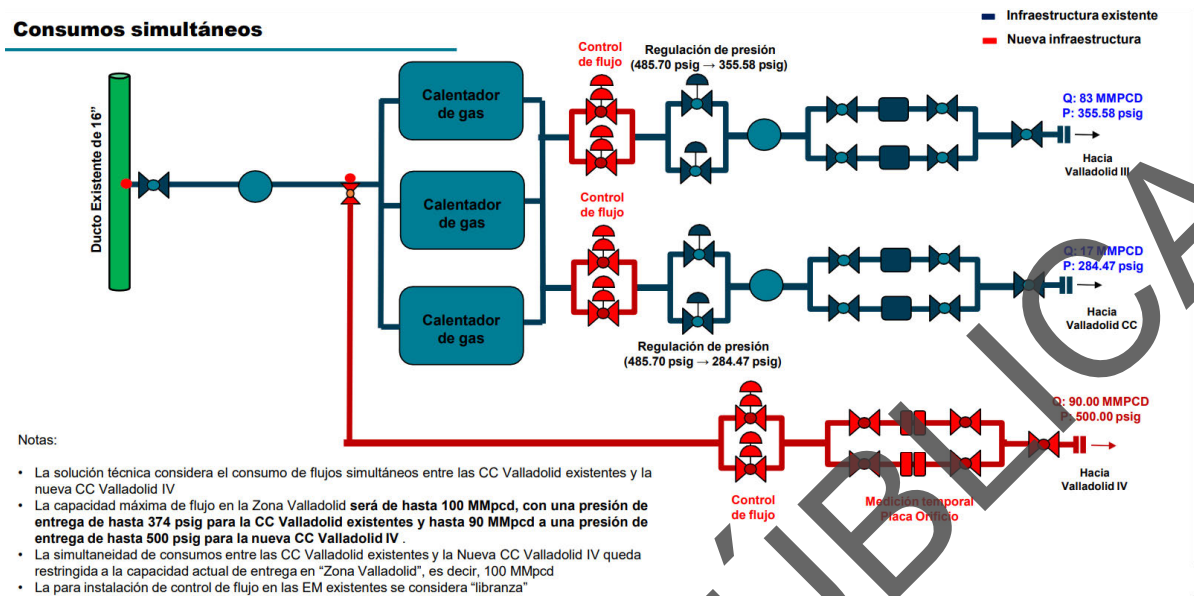 Consumos simultáneos
Infraestructura existente
Nueva infraestructura
Ducto Existente de 16”
Calentador
de gas
Calentador
de gas
Calentador
de gas
Control
de flujo
Regulación de presión
(485.70 psig → 355.58 psig)
Q: 83 MMPCD
P: 355.58 psig
Hacia
Valladolid III
Control
de flujo
Regulación de presión
(485.70 psig → 284.47 psig)
Q: 17 MMPCD
P: 284.47 psig
Hacia
Valladolid CC
Q: 90.00 MMPCD
P: 500.00 psig
Hacia
Valladolid IV
Control
de flujo
Medición temporal
Placa Orificio
Notas:
• La solución técnica considera el consumo de flujos simultáneos entre las CC Valladolid existentes y la
nueva CC Valladolid IV
• La capacidad máxima de flujo en la Zona Valladolid será de hasta 100 MMpcd, con una presión de
entrega de hasta 374 psig para la CC Valladolid existentes y hasta 90 MMpcd a una presión de
entrega de hasta 500 psig para la nueva CC Valladolid IV .
• La simultaneidad de consumos entre las CC Valladolid existentes y la Nueva CC Valladolid IV queda
restringida a la capacidad actual de entrega en “Zona Valladolid”, es decir, 100 MMpcd
• La para instalación de control de flujo en las EM existentes se considera “libranza”
ÍBLICA